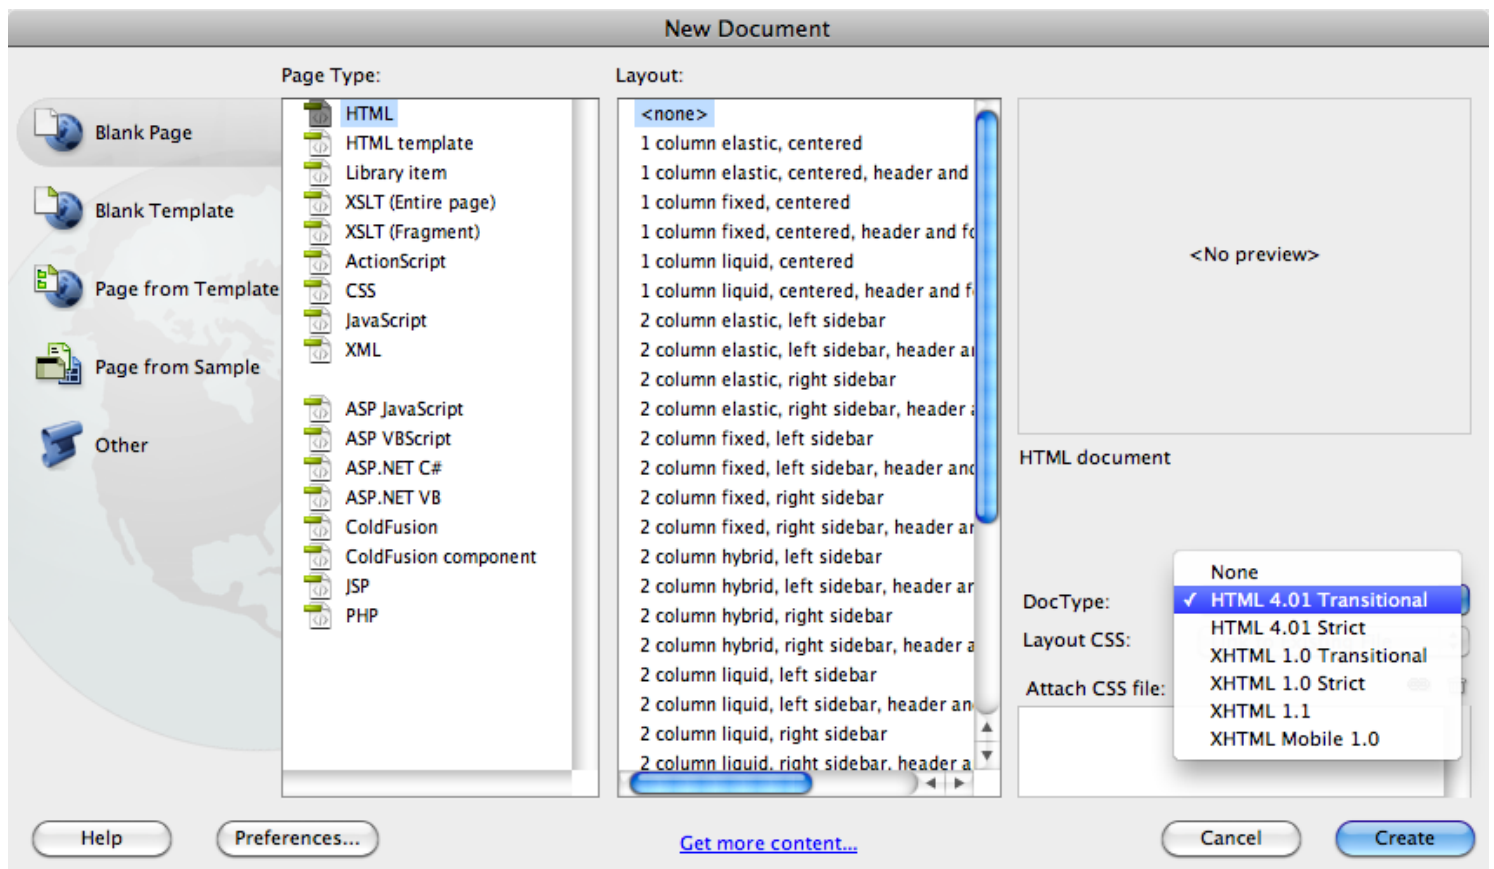 New Document
Page Type:
Layout:
Blank Page
Blank Template
Page from Template
Page from Sample
Other
HTML
HTML template
Library item
XSLT (Entire page)
XSLT (Fragment)
ActionScript
CSS
JavaScript
XML
ASP JavaScript
ASP VBScript
ASP.NET C#
ASP.NET VB
ColdFusion
ColdFusion component
JSP
PHP
<none>
1 column elastic, centered
1 column elastic, centered, header and
1 column fixed, centered
1 column fixed, centered, header and fo
1 column liquid, centered
1 column liquid, centered, header and f
2 column elastic, left sidebar
2 column elastic, left sidebar, header a
2 column elastic, right sidebar
2 column elastic, right sidebar, header
2 column fixed, left sidebar
2 column fixed, left sidebar, header and
2 column fixed, right sidebar
2 column fixed, right sidebar, header ar
2 column hybrid, left sidebar
2 column hybrid, left sidebar, header ar
2 column hybrid, right sidebar
2 column hybrid, right sidebar, header a
2 column liquid, left sidebar
2 column liquid, left sidebar, header an
2 column liquid, right sidebar
2 column liquid, right sidebar, header a
<No preview>
HTML document
DocType:
Layout CSS:
Attach CSS file:
None
✓ HTML 4.01 Transitional
HTML 4.01 Strict
XHTML 1.0 Transitional
XHTML 1.0 Strict
XHTML 1.1
XHTML Mobile 1.0
Help
Preferences...
Get more content...
Cancel
Create